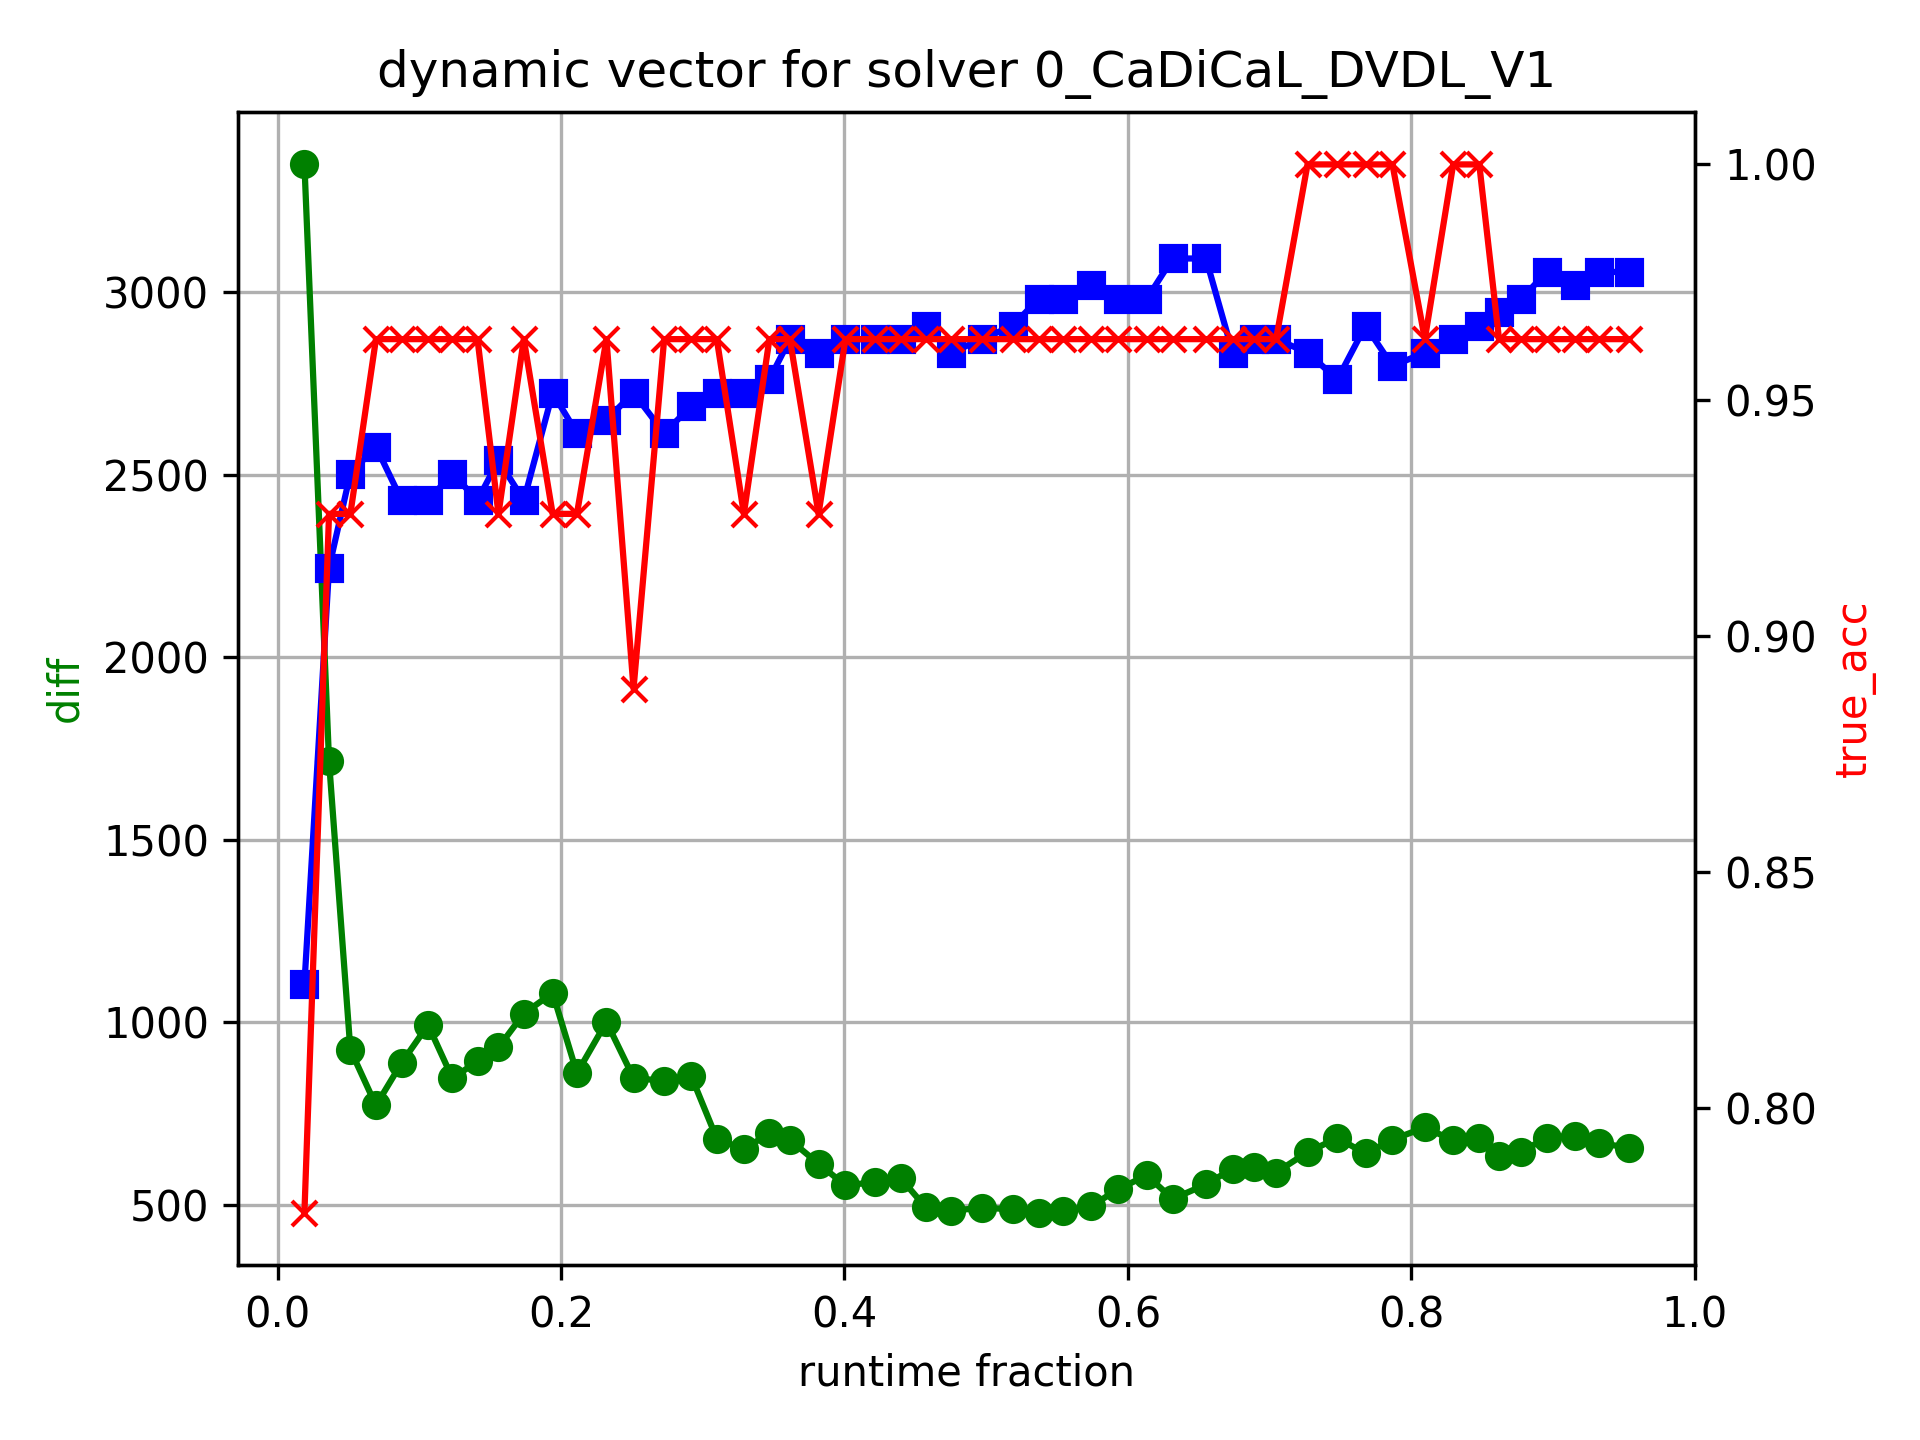 dynamic vector for solver 0_CaDiCaL_DVDL_V1
3000
2500
2000
1500
1000
500
diff
1.00
0.95
0.90
0.85
0.80
true_acc
0.0 0.2 0.4 0.6 0.8 1.0
runtime fraction